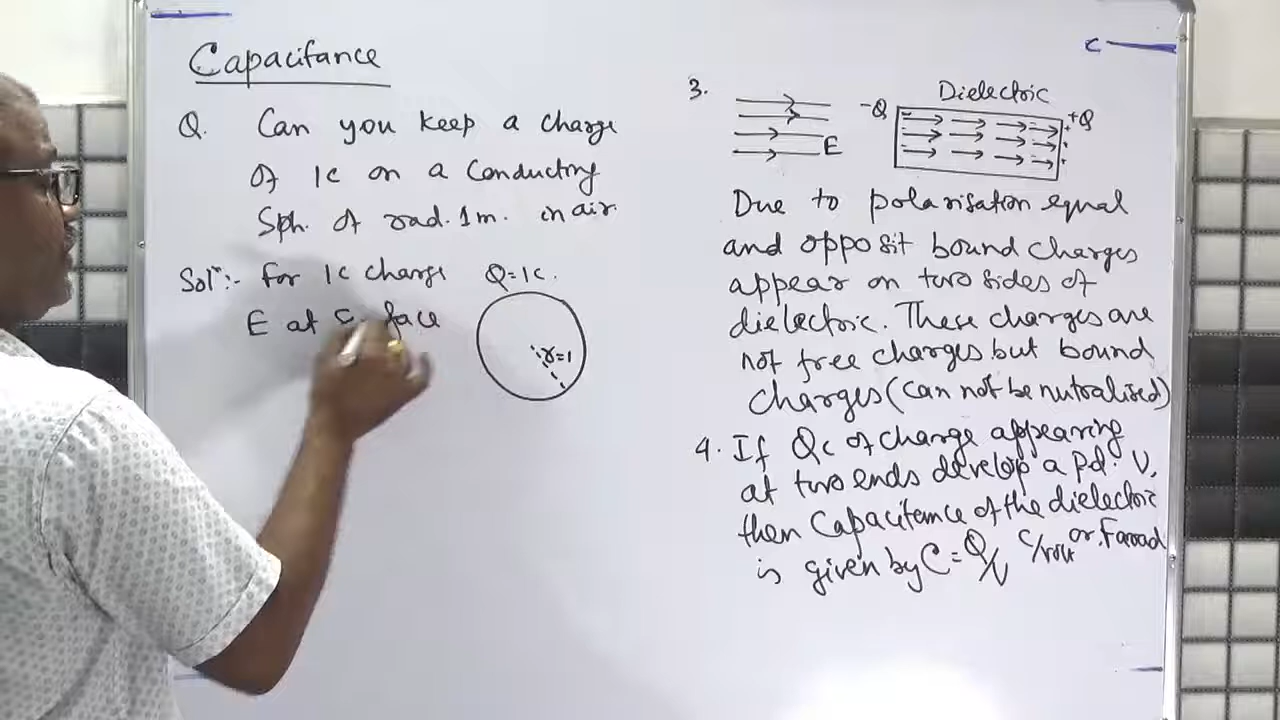 Capacitance
Q. Can you keep a charge
of 1C on a Conducting
Sph. of rad. 1m. in air.
Solⁿ:- For 1C charge Q=1C.
E at face
r=1
C
3.
E
-Q
Dielectric
+Q
Due to polarisation equal
and opposit bound charges
appear on two sides of
dielectric. These charges are
not free charges but bound
charges (can not be nutralised)
4. If Qc of charge appearing
at two ends develop a pd. V,
then Capacitance of the dielectric
is given by C=Q/V C/volt or. Farad